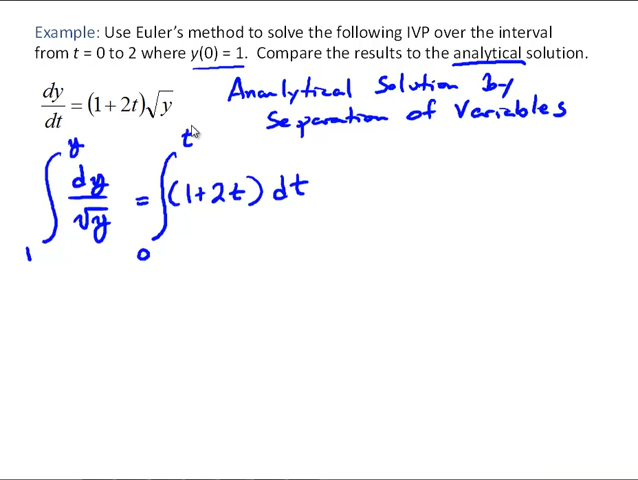 Example: Use Euler's method to solve the following IVP over the interval
from t = 0 to 2 where y(0) = 1. Compare the results to the analytical solution.
dy/dt = (1+2t)√y
Ananlytical Solution By
Separation of Variables
∫₁^y dy/√y = ∫₀^t (1+2t) dt